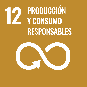 12 PRODUCCIÓN
Y CONSUMO
RESPONSABLES